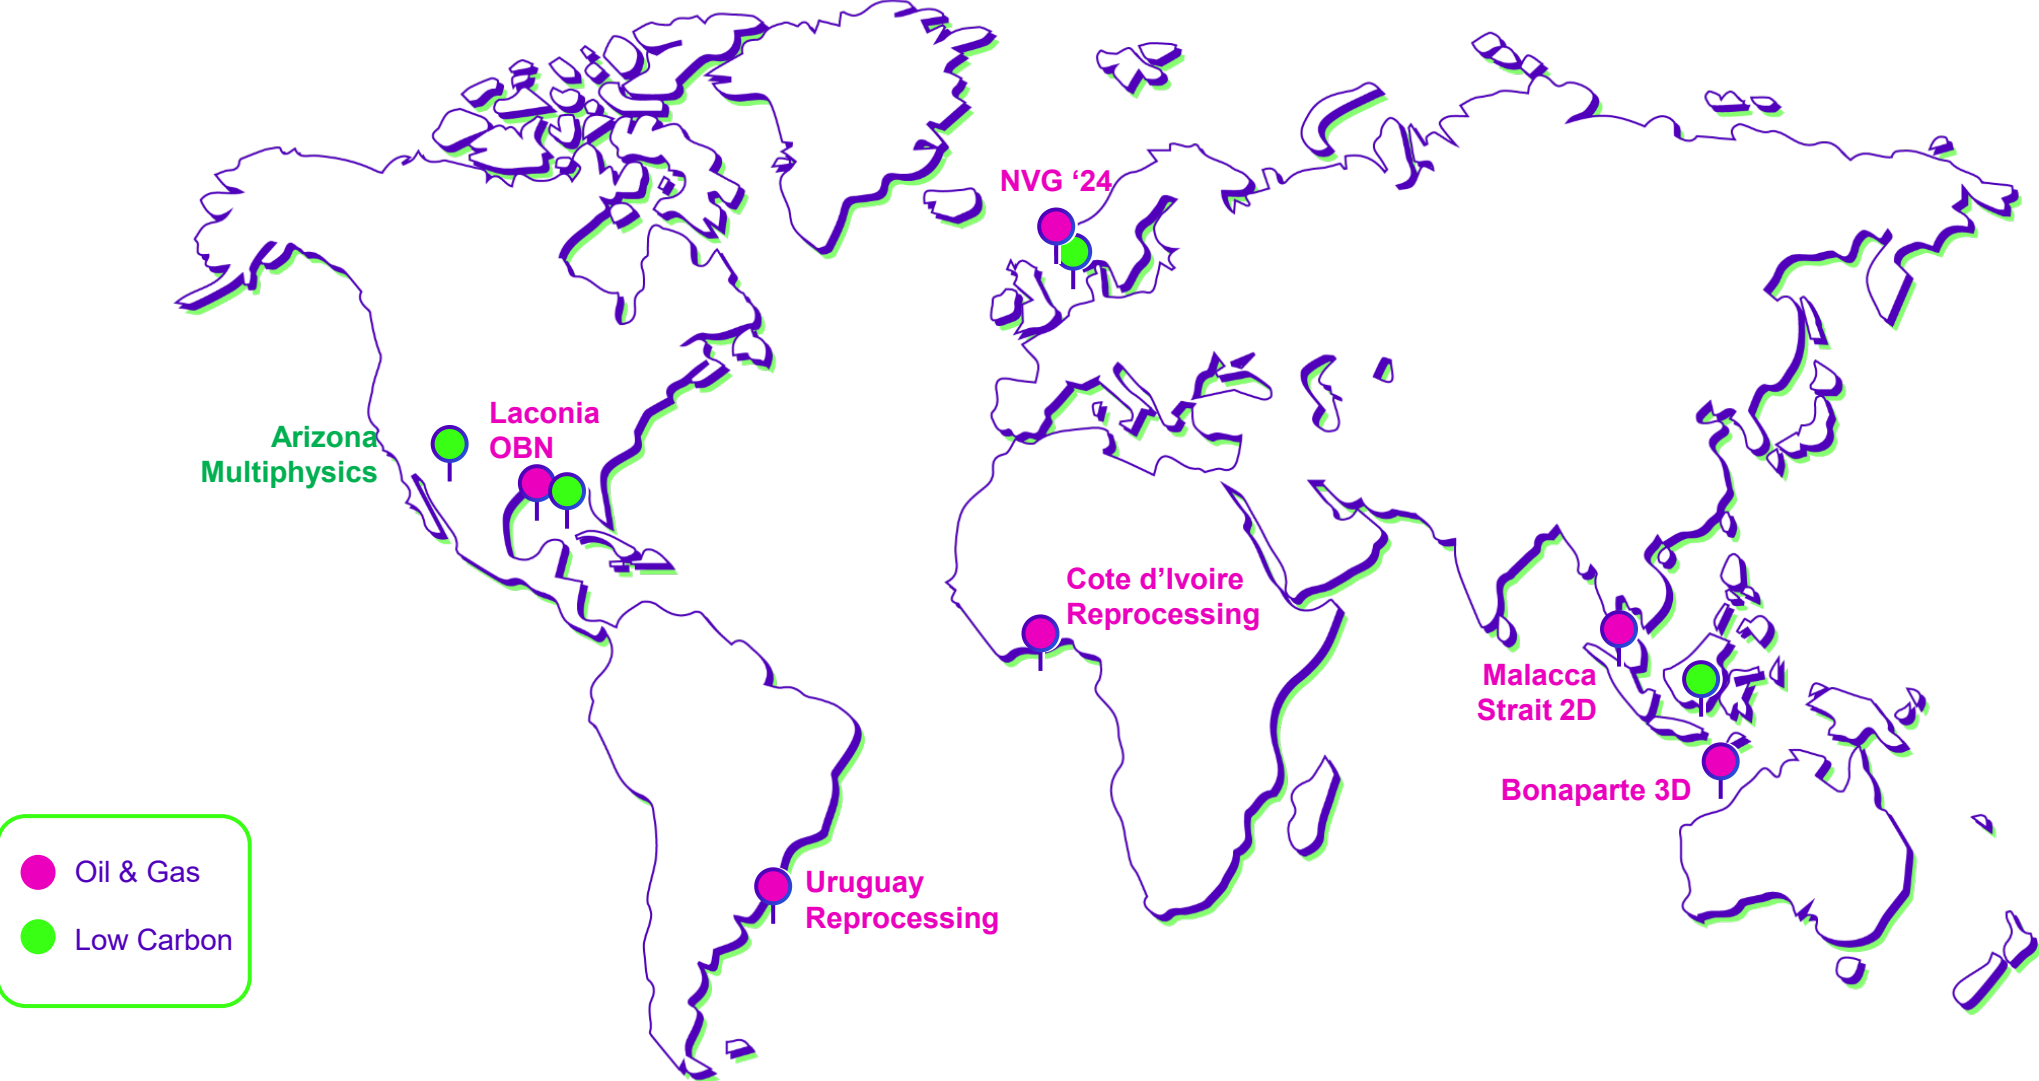 NVG ‘24
Laconia
OBN
Arizona
Multiphysics
Cote d’Ivoire
Reprocessing
Malacca
Strait 2D
Bonaparte 3D
Uruguay
Reprocessing
Oil & Gas
Low Carbon